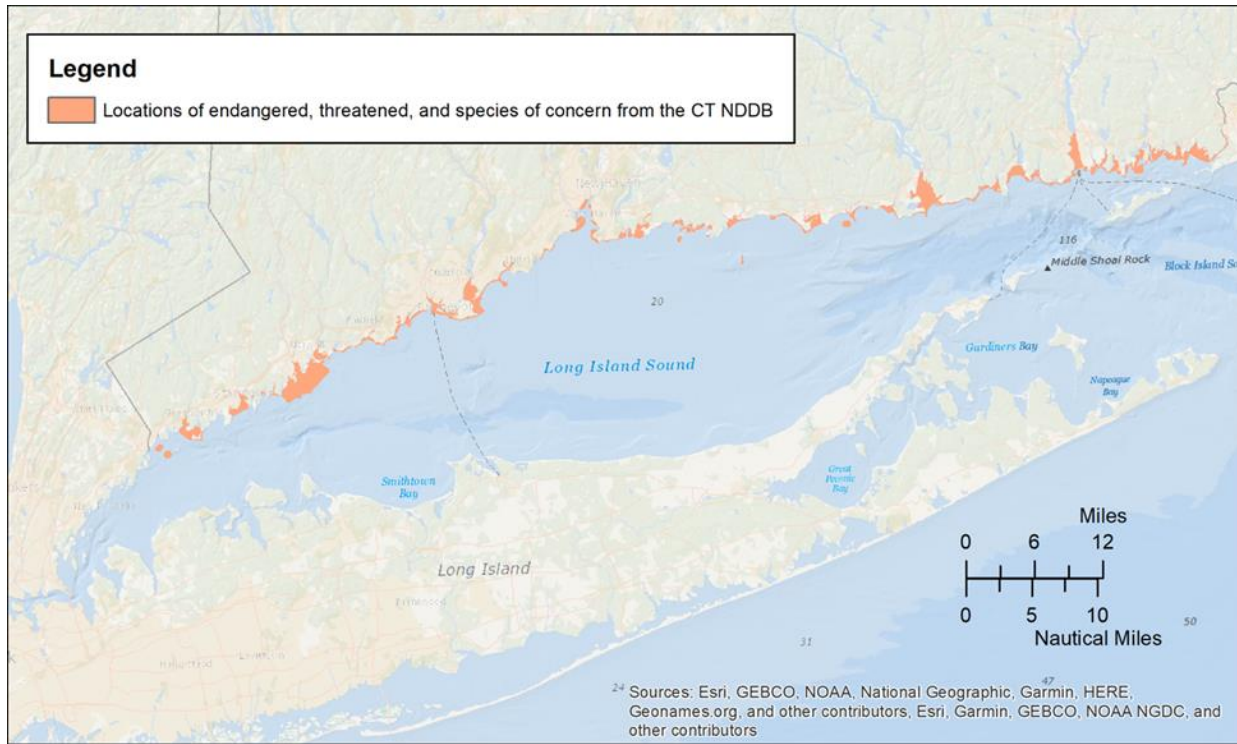 Legend
Locations of endangered, threatened, and species of concern from the CT NDDB
116
Middle Shoal Rock
20
Long Island Sound
Gardiners Bay
Napeague
Bay
Smithtown
Bay
Great
Peconic
Bay
Long Island
Miles
0 6 12
0 5 10
Nautical Miles
50
31
47
24
Sources: Esri, GEBCO, NOAA, National Geographic, Garmin, HERE,
Geonames.org, and other contributors, Esri, Garmin, GEBCO, NOAA NGDC, and
other contributors